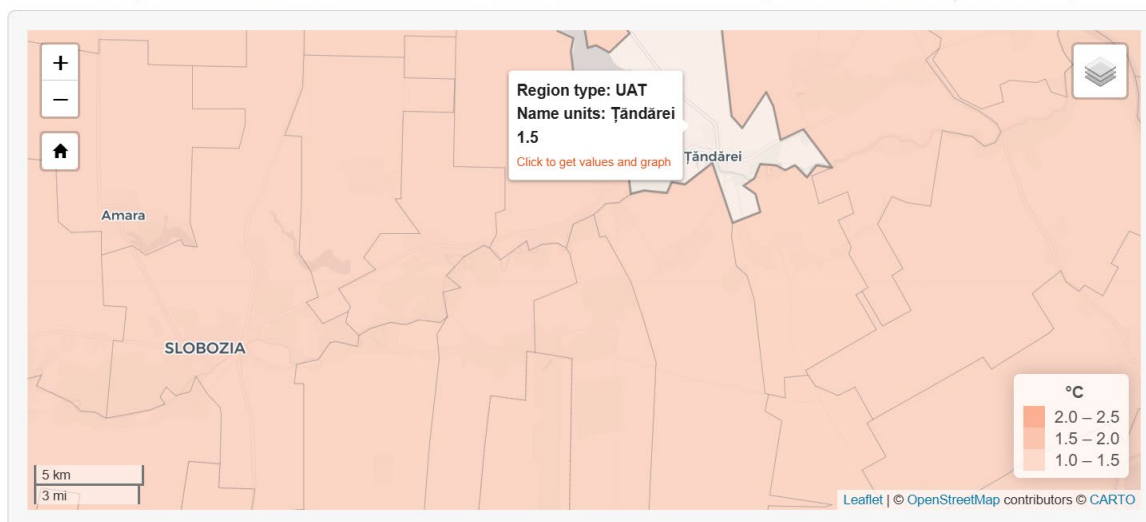 +
Region type: UAT
Name units: Țăndărei
1.5
Click to get values and graph
−
Țăndărei
Amara
SLOBOZIA
°C
2.0 – 2.5
1.5 – 2.0
1.0 – 1.5
5 km
3 mi
Leaflet | © OpenStreetMap contributors © CARTO